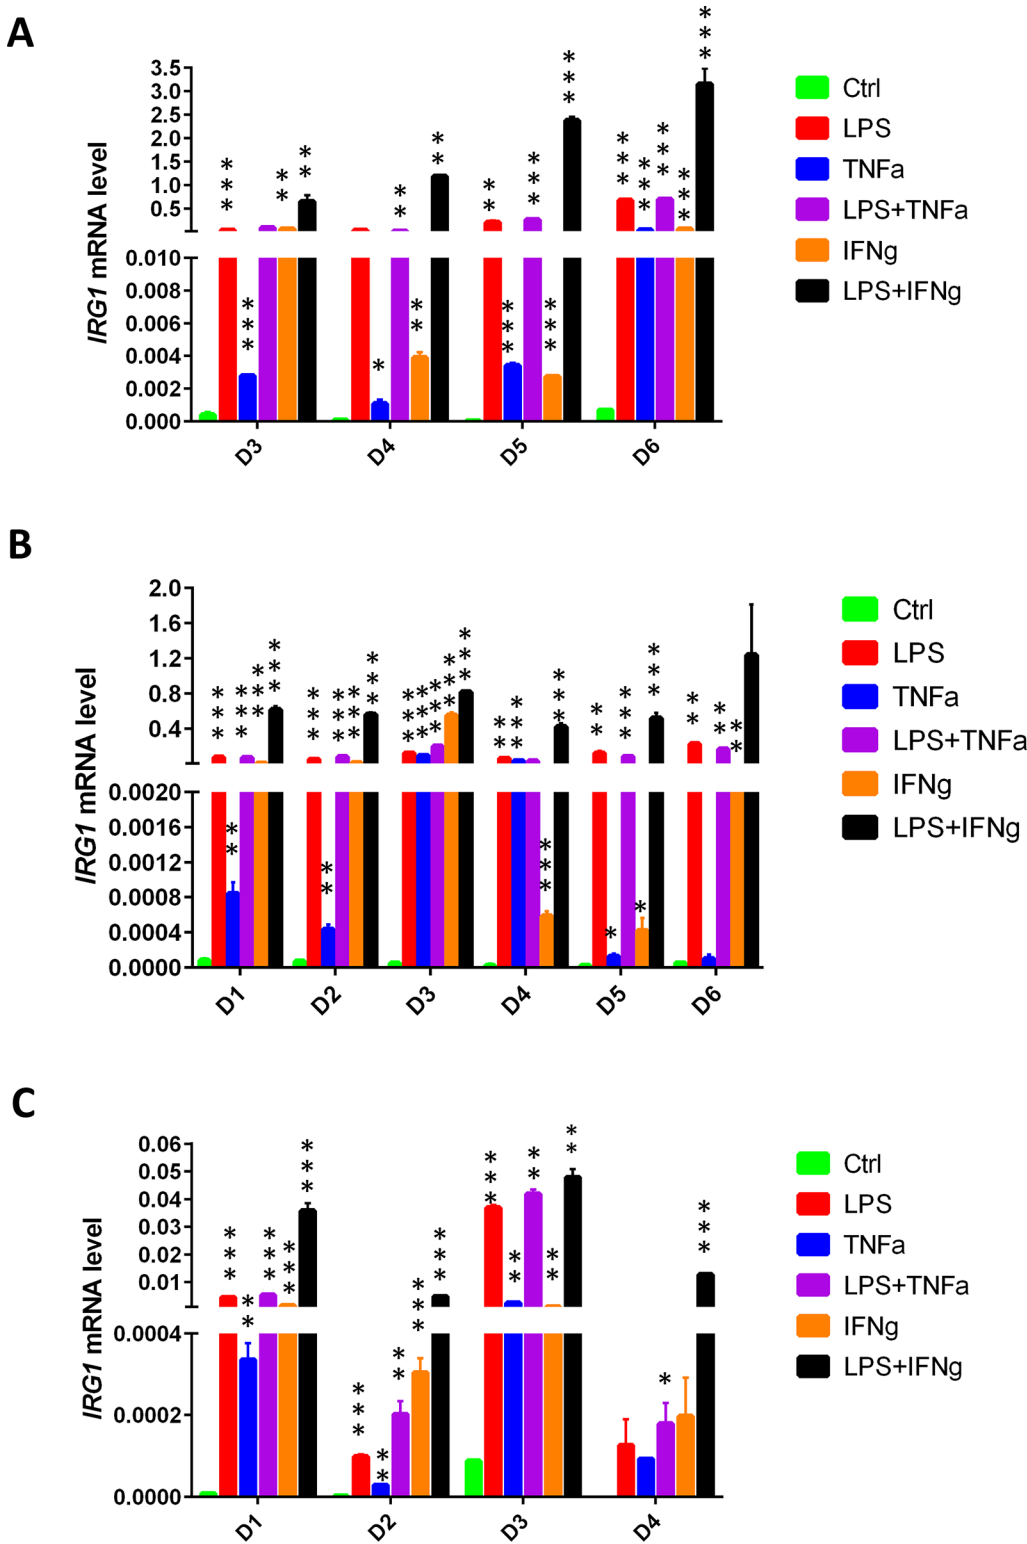 A
3.5
3.0
2.5
2.0
1.5
1.0
0.5
0.010
0.008
0.006
0.004
0.002
0.000
IRG1 mRNA level
*** *** ** **
* ** ** **
** *** *** *** ***
*** *** *** *** ***
D3 D4 D5 D6
Ctrl
LPS
TNFa
LPS+TNFa
IFNg
LPS+IFNg
B
2.0
1.6
1.2
0.8
0.4
0.0020
0.0016
0.0012
0.0008
0.0004
0.0000
IRG1 mRNA level
*** ** *** *** ***
*** ** *** *** ***
*** *** *** *** ***
** *** *** ***
** * *** * ***
** ** **
D1 D2 D3 D4 D5 D6
Ctrl
LPS
TNFa
LPS+TNFa
IFNg
LPS+IFNg
C
0.06
0.05
0.04
0.03
0.02
0.01
0.0004
0.0002
0.0000
IRG1 mRNA level
*** ** *** *** ***
*** ** ** *** ***
*** ** ** ** **
* ***
D1 D2 D3 D4
Ctrl
LPS
TNFa
LPS+TNFa
IFNg
LPS+IFNg